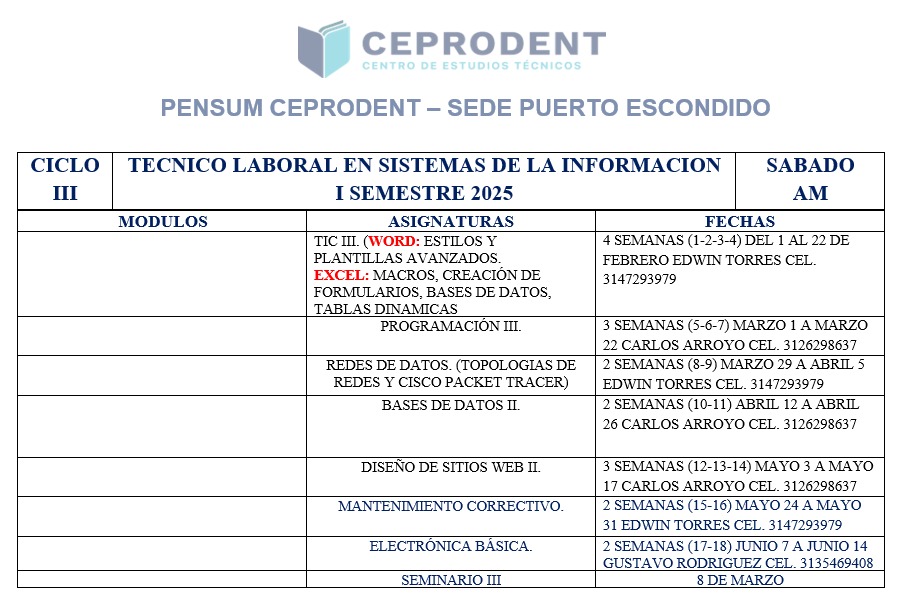 CEPRODENT
CENTRO DE ESTUDIOS TÉCNICOS
PENSUM CEPRODENT – SEDE PUERTO ESCONDIDO
CICLO
III
TECNICO LABORAL EN SISTEMAS DE LA INFORMACION
I SEMESTRE 2025
SABADO
AM
MODULOS
ASIGNATURAS
FECHAS
TIC III. (WORD: ESTILOS Y
PLANTILLAS AVANZADOS.
EXCEL: MACROS, CREACIÓN DE
FORMULARIOS, BASES DE DATOS,
TABLAS DINAMICAS
4 SEMANAS (1-2-3-4) DEL 1 AL 22 DE
FEBRERO EDWIN TORRES CEL.
3147293979
PROGRAMACIÓN III.
3 SEMANAS (5-6-7) MARZO 1 A MARZO
22 CARLOS ARROYO CEL. 3126298637
REDES DE DATOS. (TOPOLOGIAS DE
REDES Y CISCO PACKET TRACER)
2 SEMANAS (8-9) MARZO 29 A ABRIL 5
EDWIN TORRES CEL. 3147293979
BASES DE DATOS II.
2 SEMANAS (10-11) ABRIL 12 A ABRIL
26 CARLOS ARROYO CEL. 3126298637
DISEÑO DE SITIOS WEB II.
3 SEMANAS (12-13-14) MAYO 3 A MAYO
17 CARLOS ARROYO CEL. 3126298637
MANTENIMIENTO CORRECTIVO.
2 SEMANAS (15-16) MAYO 24 A MAYO
31 EDWIN TORRES CEL. 3147293979
ELECTRÓNICA BÁSICA.
2 SEMANAS (17-18) JUNIO 7 A JUNIO 14
GUSTAVO RODRIGUEZ CEL. 3135469408
SEMINARIO III
8 DE MARZO